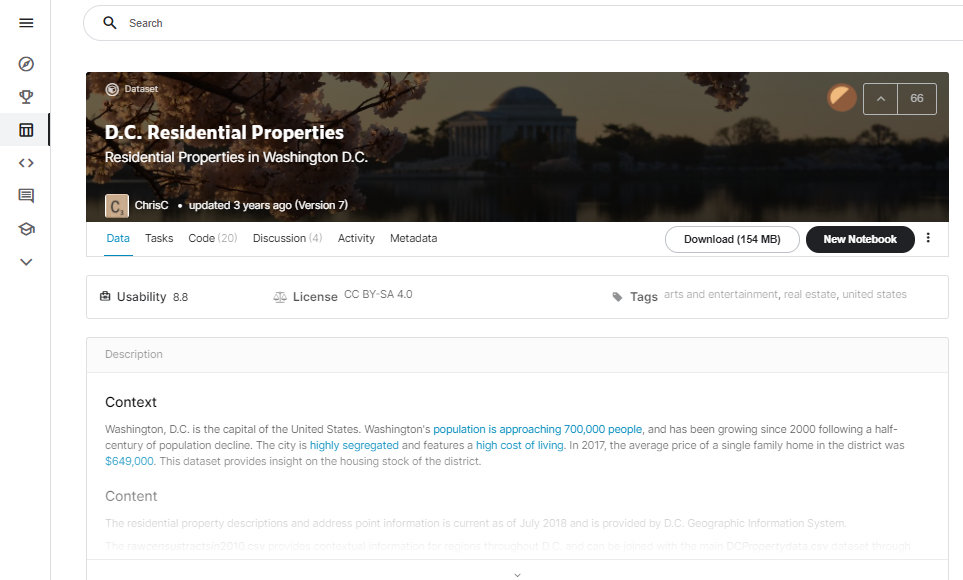 Search
Dataset
66
D.C. Residential Properties
Residential Properties in Washington D.C.
C₃ ChrisC • updated 3 years ago (Version 7)
Data Tasks Code (20) Discussion (4) Activity Metadata Download (154 MB) New Notebook
Usability 8.8 License CC BY-SA 4.0 Tags arts and entertainment, real estate, united states
Description
Context
Washington, D.C. is the capital of the United States. Washington's population is approaching 700,000 people, and has been growing since 2000 following a half-
century of population decline. The city is highly segregated and features a high cost of living. In 2017, the average price of a single family home in the district was
$649,000. This dataset provides insight on the housing stock of the district.
Content
The residential property descriptions and address point information is current as of July 2018 and is provided by D.C. Geographic Information System.
The rawcensustractsin2010.csv provides contextual information for regions throughout D.C. and can be joined with the main DCPropertydata.csv dataset through